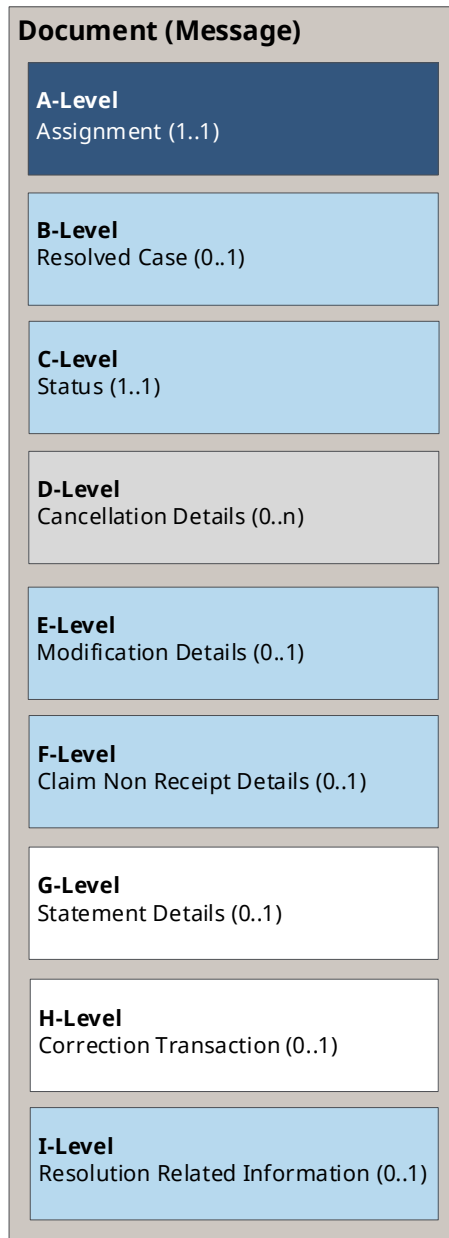 Document (Message)
A-Level
Assignment (1..1)
B-Level
Resolved Case (0..1)
C-Level
Status (1..1)
D-Level
Cancellation Details (0..n)
E-Level
Modification Details (0..1)
F-Level
Claim Non Receipt Details (0..1)
G-Level
Statement Details (0..1)
H-Level
Correction Transaction (0..1)
I-Level
Resolution Related Information (0..1)